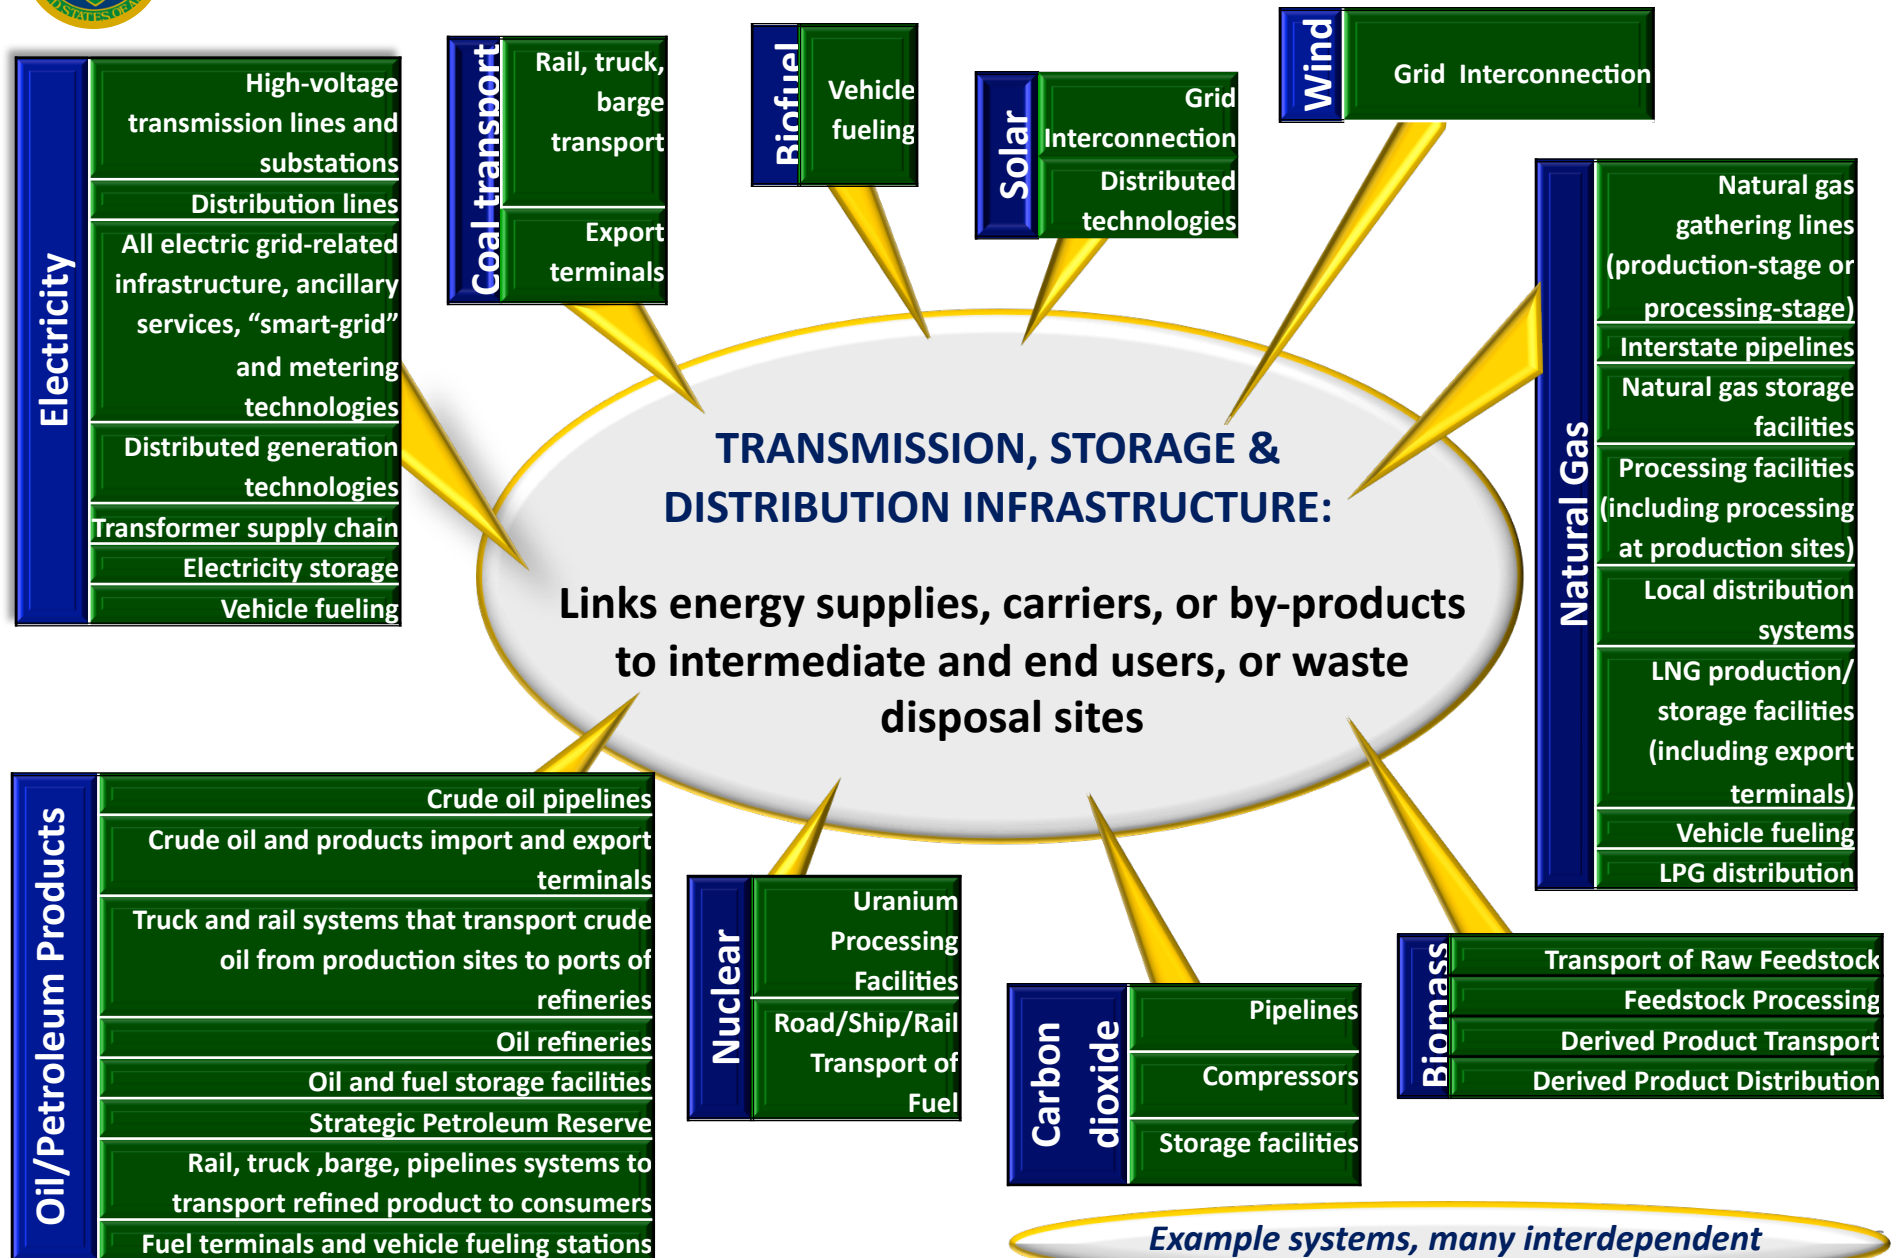 STATES OF A
Electricity
High-voltage
transmission lines and
substations
Distribution lines
All electric grid-related
infrastructure, ancillary
services, “smart-grid”
and metering
technologies
Distributed generation
technologies
Transformer supply chain
Electricity storage
Vehicle fueling
Coal transport
Rail, truck,
barge
transport
Export
terminals
Biofuel
Vehicle
fueling
Solar
Grid
Interconnection
Distributed
technologies
Wind
Grid Interconnection
Natural Gas
Natural gas
gathering lines
(production-stage or
processing-stage)
Interstate pipelines
Natural gas storage
facilities
Processing facilities
(including processing
at production sites)
Local distribution
systems
LNG production/
storage facilities
(including export
terminals)
Vehicle fueling
LPG distribution
TRANSMISSION, STORAGE &
DISTRIBUTION INFRASTRUCTURE:
Links energy supplies, carriers, or by-products
to intermediate and end users, or waste
disposal sites
Oil/Petroleum Products
Crude oil pipelines
Crude oil and products import and export
terminals
Truck and rail systems that transport crude
oil from production sites to ports of
refineries
Oil refineries
Oil and fuel storage facilities
Strategic Petroleum Reserve
Rail, truck ,barge, pipelines systems to
transport refined product to consumers
Fuel terminals and vehicle fueling stations
Nuclear
Uranium
Processing
Facilities
Road/Ship/Rail
Transport of
Fuel
Carbon
dioxide
Pipelines
Compressors
Storage facilities
Biomass
Transport of Raw Feedstock
Feedstock Processing
Derived Product Transport
Derived Product Distribution
Example systems, many interdependent